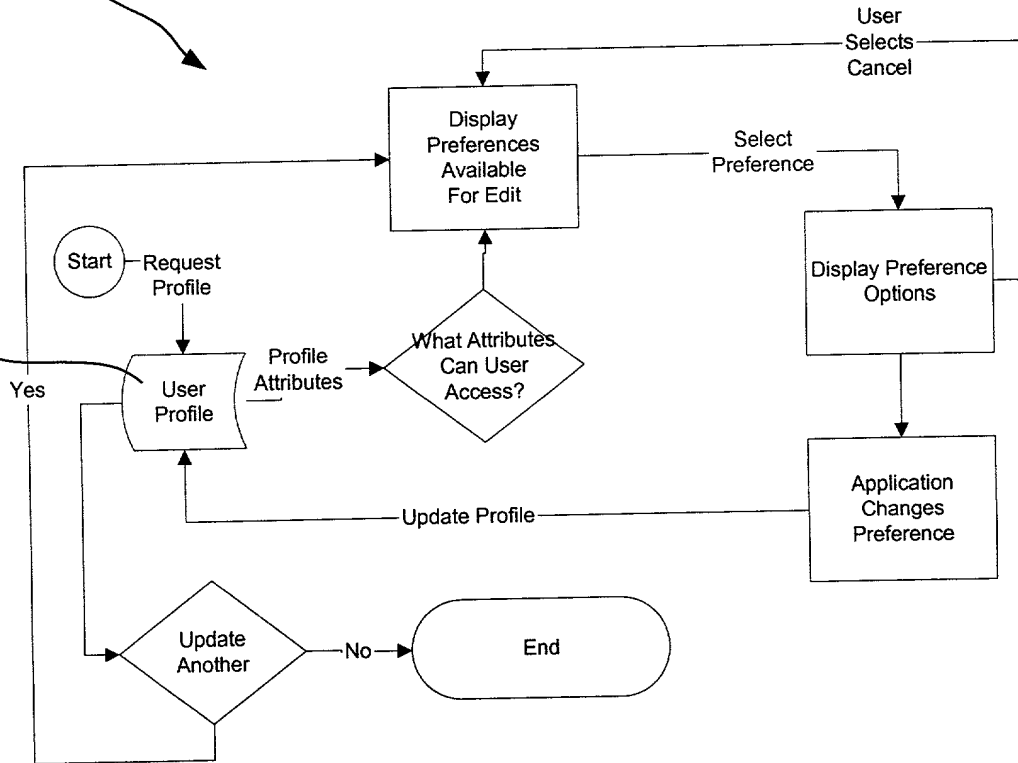 User
Selects
Cancel
Display
Preferences
Available
For Edit
Select
Preference
Start
Request
Profile
Display Preference
Options
What Attributes
Can User
Access?
Profile
Attributes
User
Profile
Yes
Application
Changes
Preference
Update Profile
Update
Another
No
End